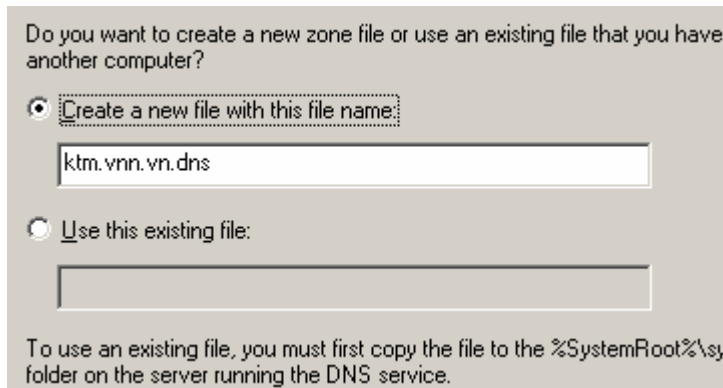 Do you want to create a new zone file or use an existing file that you have
another computer?
Create a new file with this file name:
ktm.vnn.vn.dns
Use this existing file:
To use an existing file, you must first copy the file to the %SystemRoot%\sy
folder on the server running the DNS service.